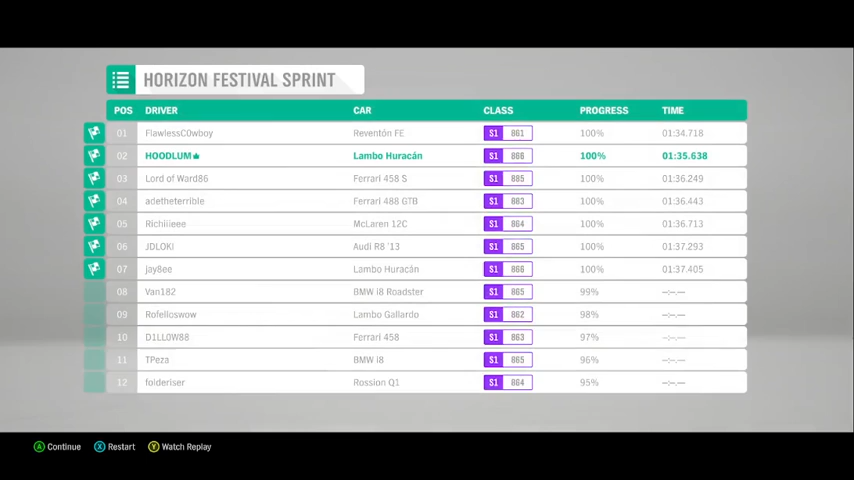 HORIZON FESTIVAL SPRINT
POS DRIVER CAR CLASS PROGRESS TIME
01 FlawlessC0wboy Reventón FE S1 861 100% 01:34.718
02 HOODLUM Lambo Huracán S1 866 100% 01:35.638
03 Lord of Ward86 Ferrari 458 S S1 885 100% 01:36.249
04 adetheterrible Ferrari 488 GTB S1 883 100% 01:36.443
05 Richiiieee McLaren 12C S1 864 100% 01:36.713
06 JDLOKI Audi R8 '13 S1 865 100% 01:37.293
07 jay8ee Lambo Huracán S1 866 100% 01:37.405
08 Van182 BMW i8 Roadster S1 865 99% --:--.---
09 Rofelloswow Lambo Gallardo S1 862 98% --:--.---
10 D1LL0W88 Ferrari 458 S1 863 97% --:--.---
11 TPeza BMW i8 S1 865 96% --:--.---
12 folderiser Rossion Q1 S1 864 95% --:--.---
A Continue X Restart Y Watch Replay